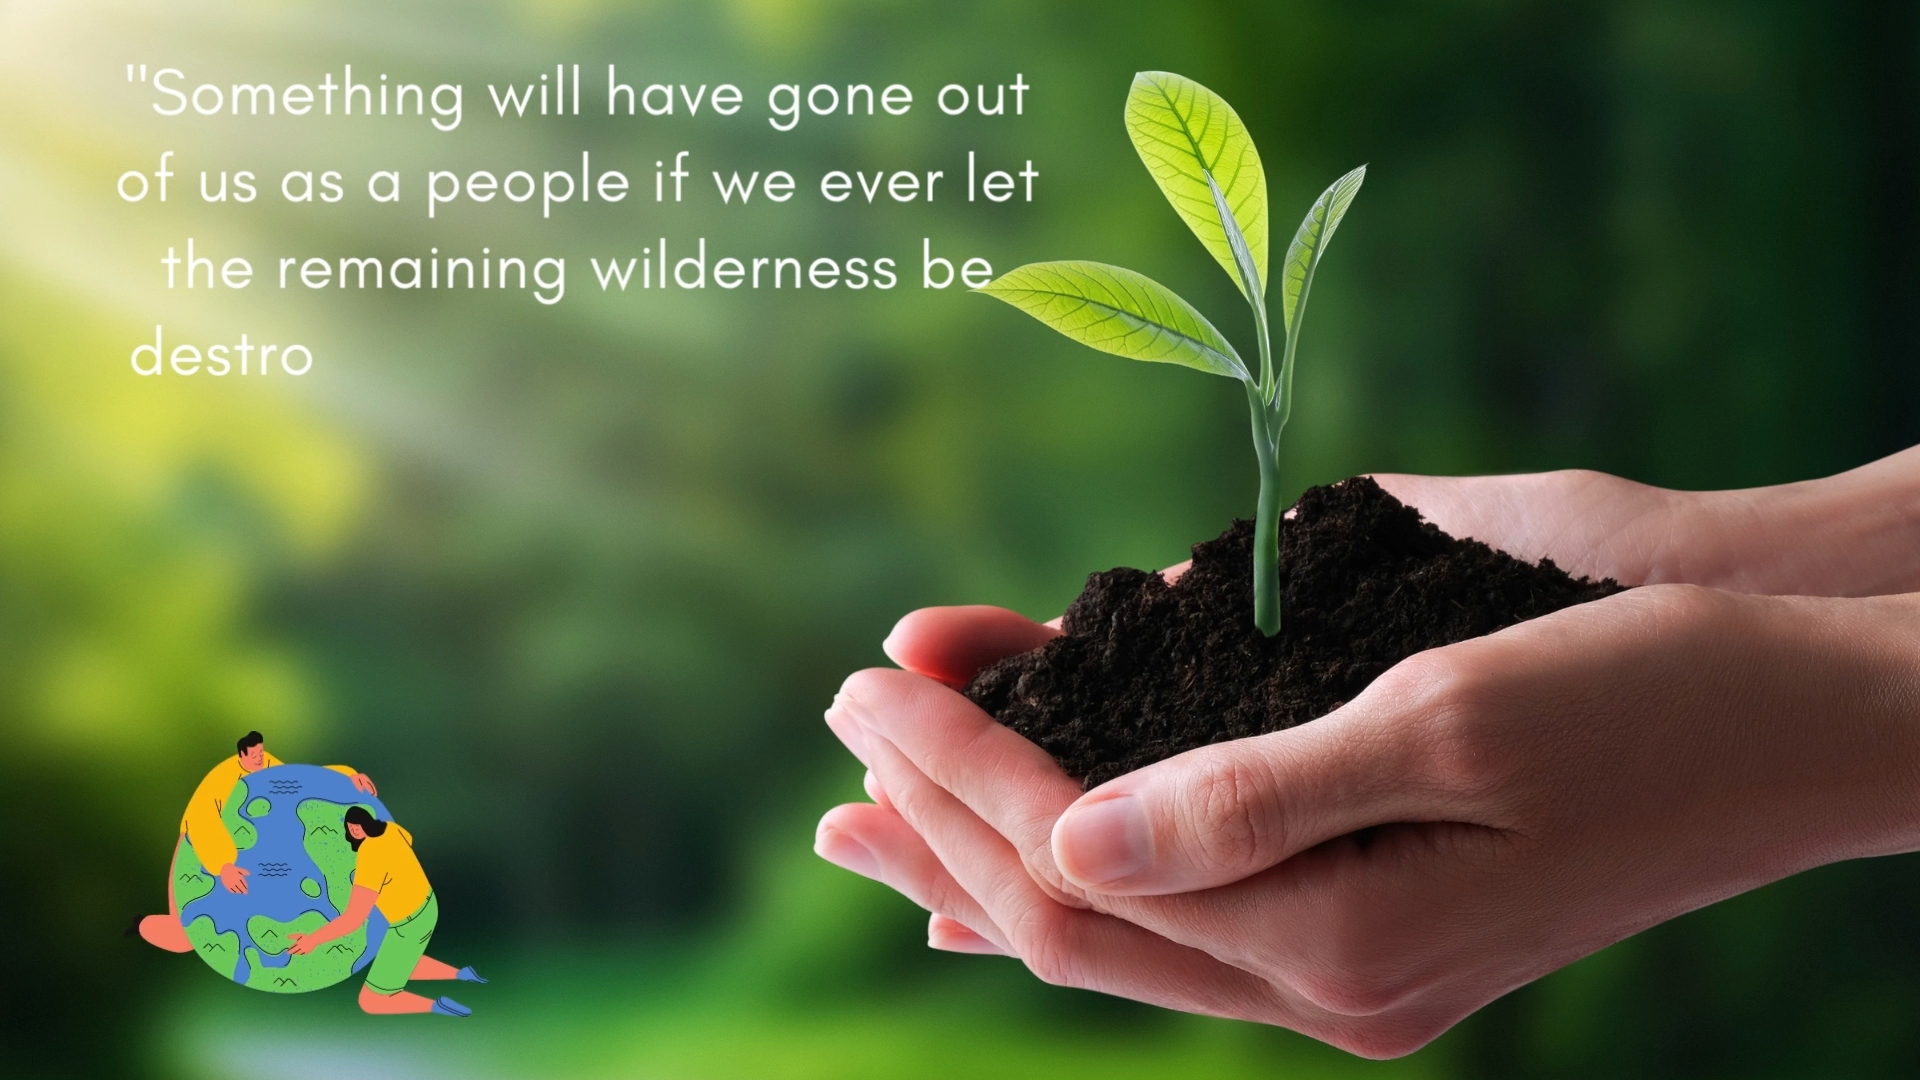 "Something will have gone out
of us as a people if we ever let
the remaining wilderness be
destro